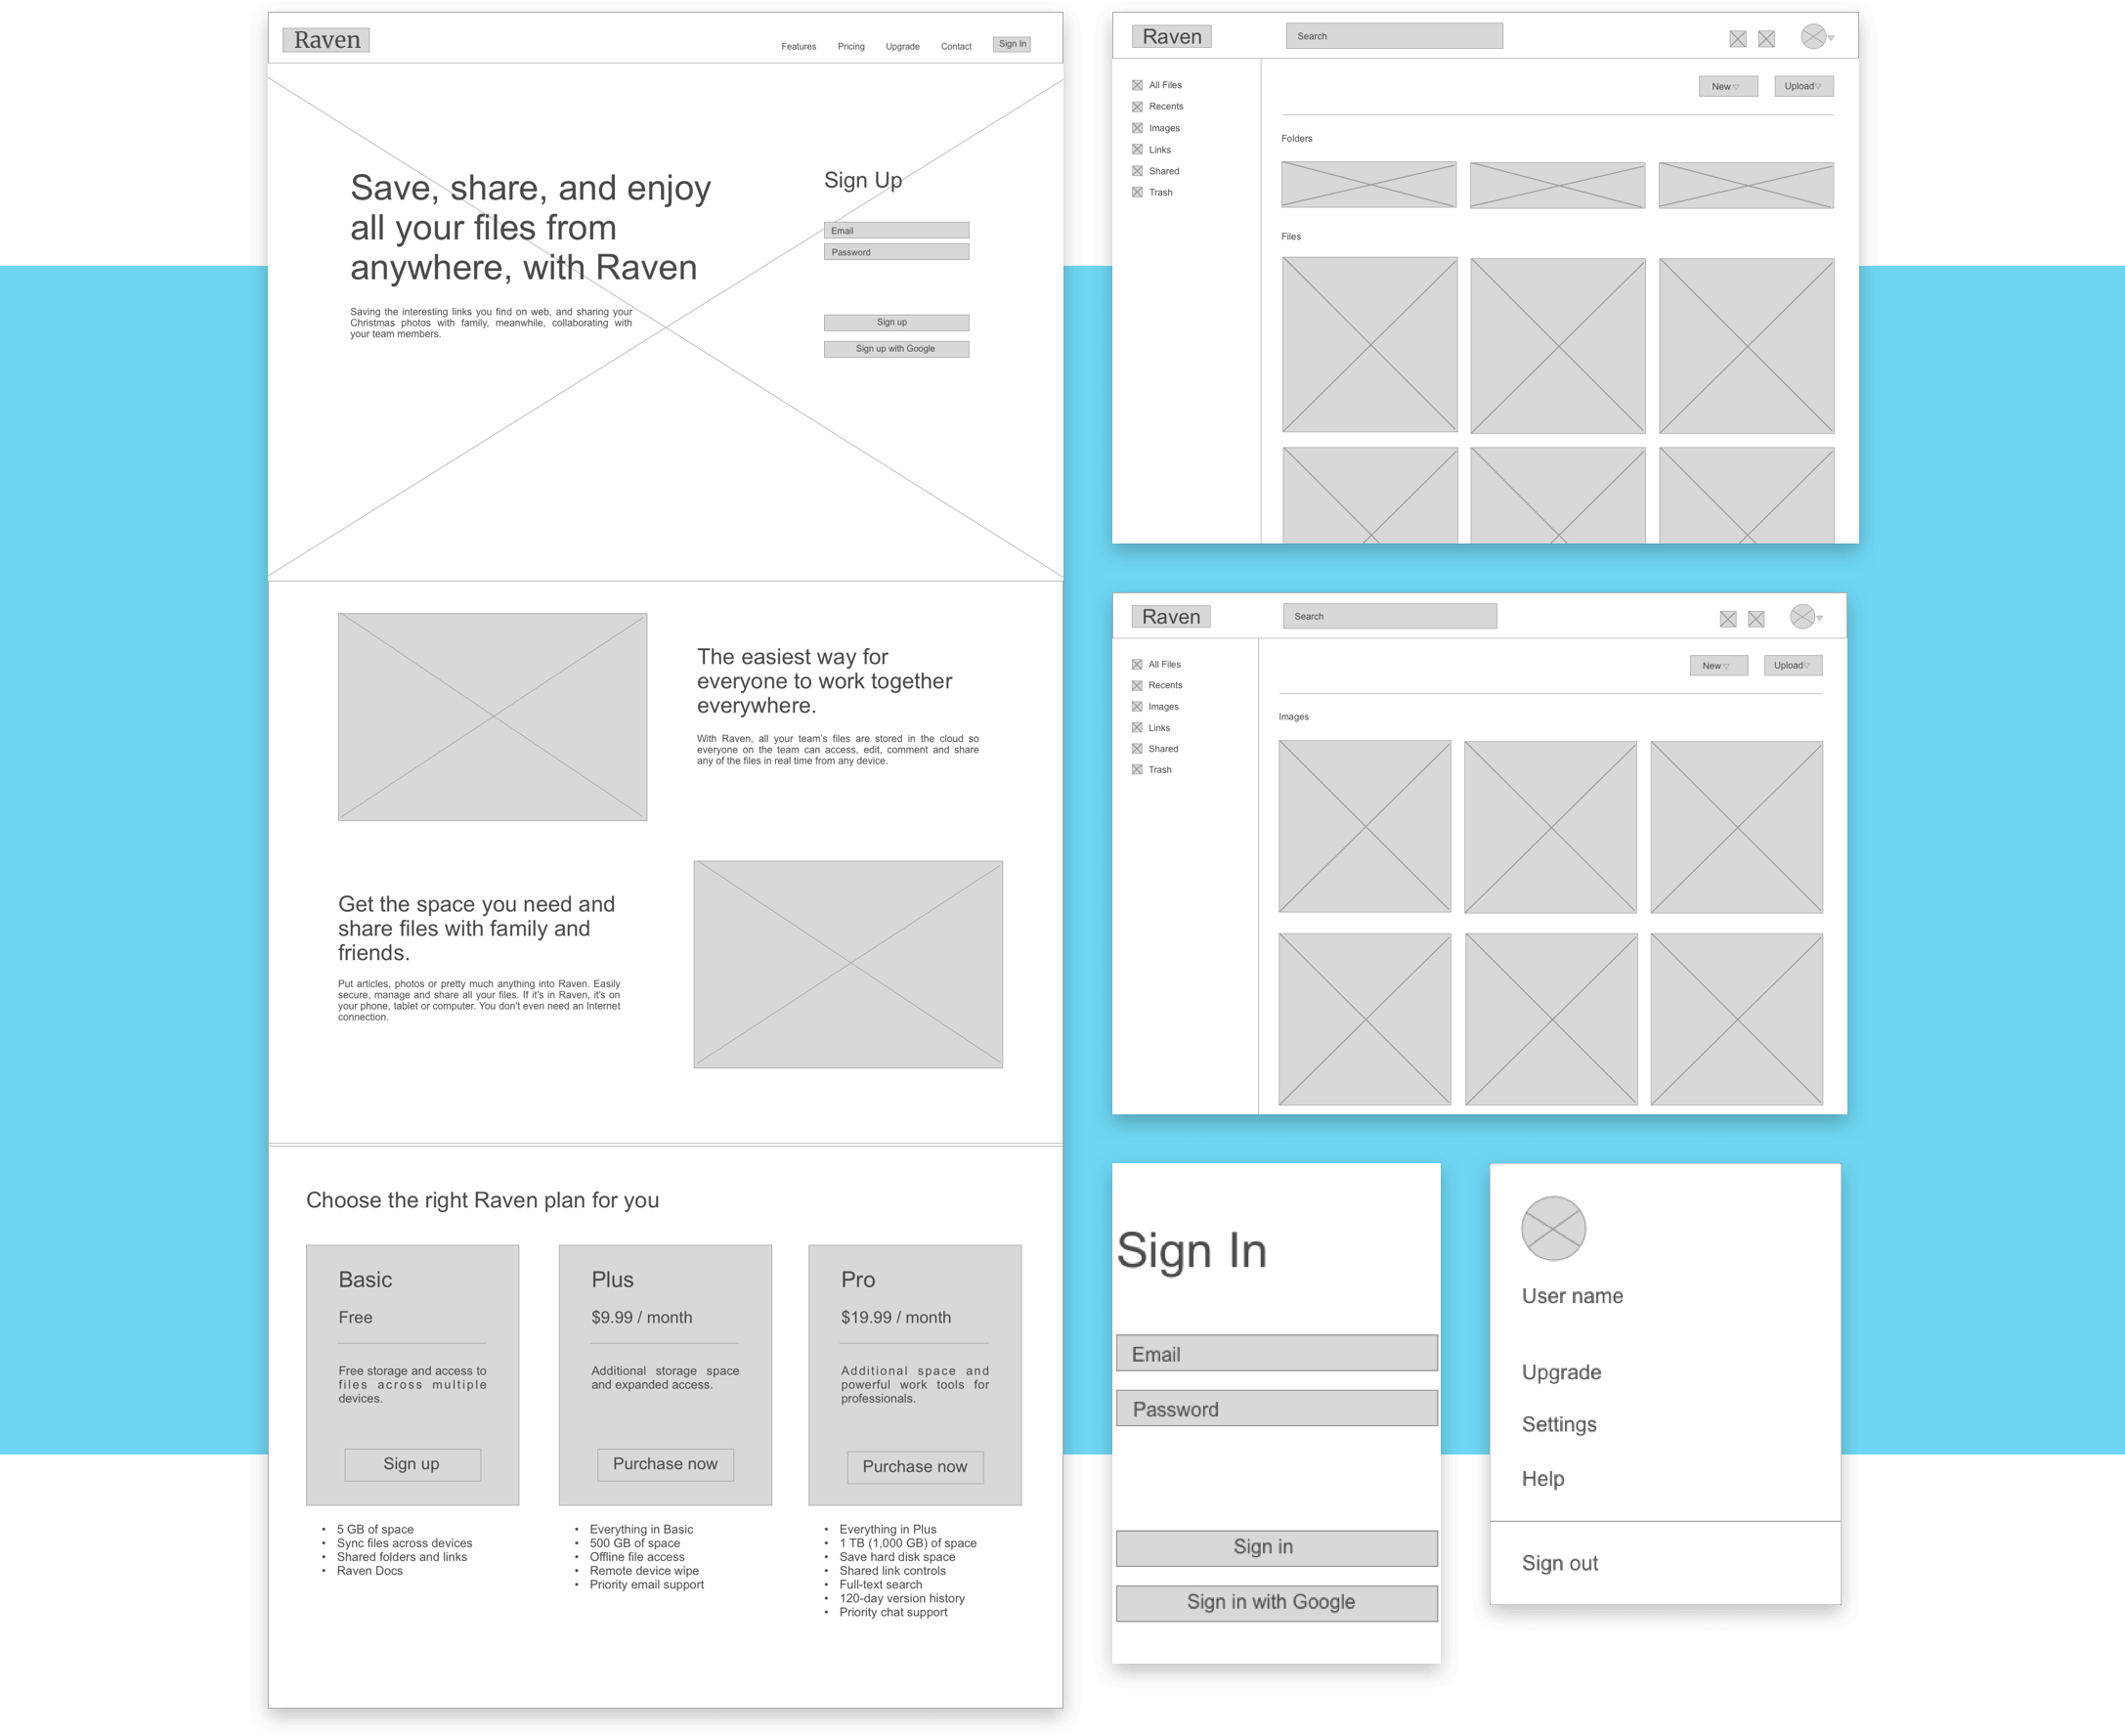 Raven
Features Pricing Upgrade Contact Sign In
Save, share, and enjoy
all your files from
anywhere, with Raven
Saving the interesting links you find on web, and sharing your
Christmas photos with family, meanwhile, collaborating with
your team members.
Sign Up
Email
Password
Sign up
Sign up with Google
The easiest way for
everyone to work together
everywhere.
With Raven, all your team's files are stored in the cloud so
everyone on the team can access, edit, comment and share
any of the files in real time from any device.
Get the space you need and
share files with family and
friends.
Put articles, photos or pretty much anything into Raven. Easily
secure, manage and share all your files. If it's in Raven, it's on
your phone, tablet or computer. You don't even need an Internet
connection.
Choose the right Raven plan for you
Basic
Free
Free storage and access to
files across multiple
devices.
Sign up
• 5 GB of space
• Sync files across devices
• Shared folders and links
• Raven Docs
Plus
$9.99 / month
Additional storage space
and expanded access.
Purchase now
• Everything in Basic
• 500 GB of space
• Offline file access
• Remote device wipe
• Priority email support
Pro
$19.99 / month
Additional space and
powerful work tools for
professionals.
Purchase now
• Everything in Plus
• 1 TB (1,000 GB) of space
• Save hard disk space
• Shared link controls
• Full-text search
• 120-day version history
• Priority chat support
Raven
Search
All Files
Recents
Images
Links
Shared
Trash
New
Upload
Folders
Files
Raven
Search
All Files
Recents
Images
Links
Shared
Trash
New
Upload
Images
Sign In
Email
Password
Sign in
Sign in with Google
User name
Upgrade
Settings
Help
Sign out